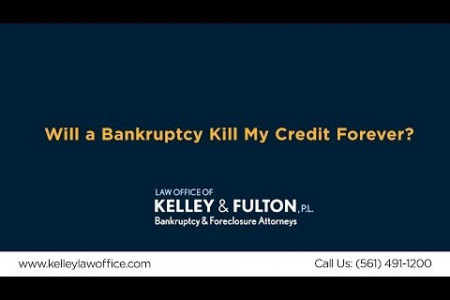 Will a Bankruptcy Kill My Credit Forever?
LAW OFFICE OF
KELLEY & FULTON, P.L.
Bankruptcy & Foreclosure Attorneys
www.kelleylawoffice.com Call Us: (561) 491-1200